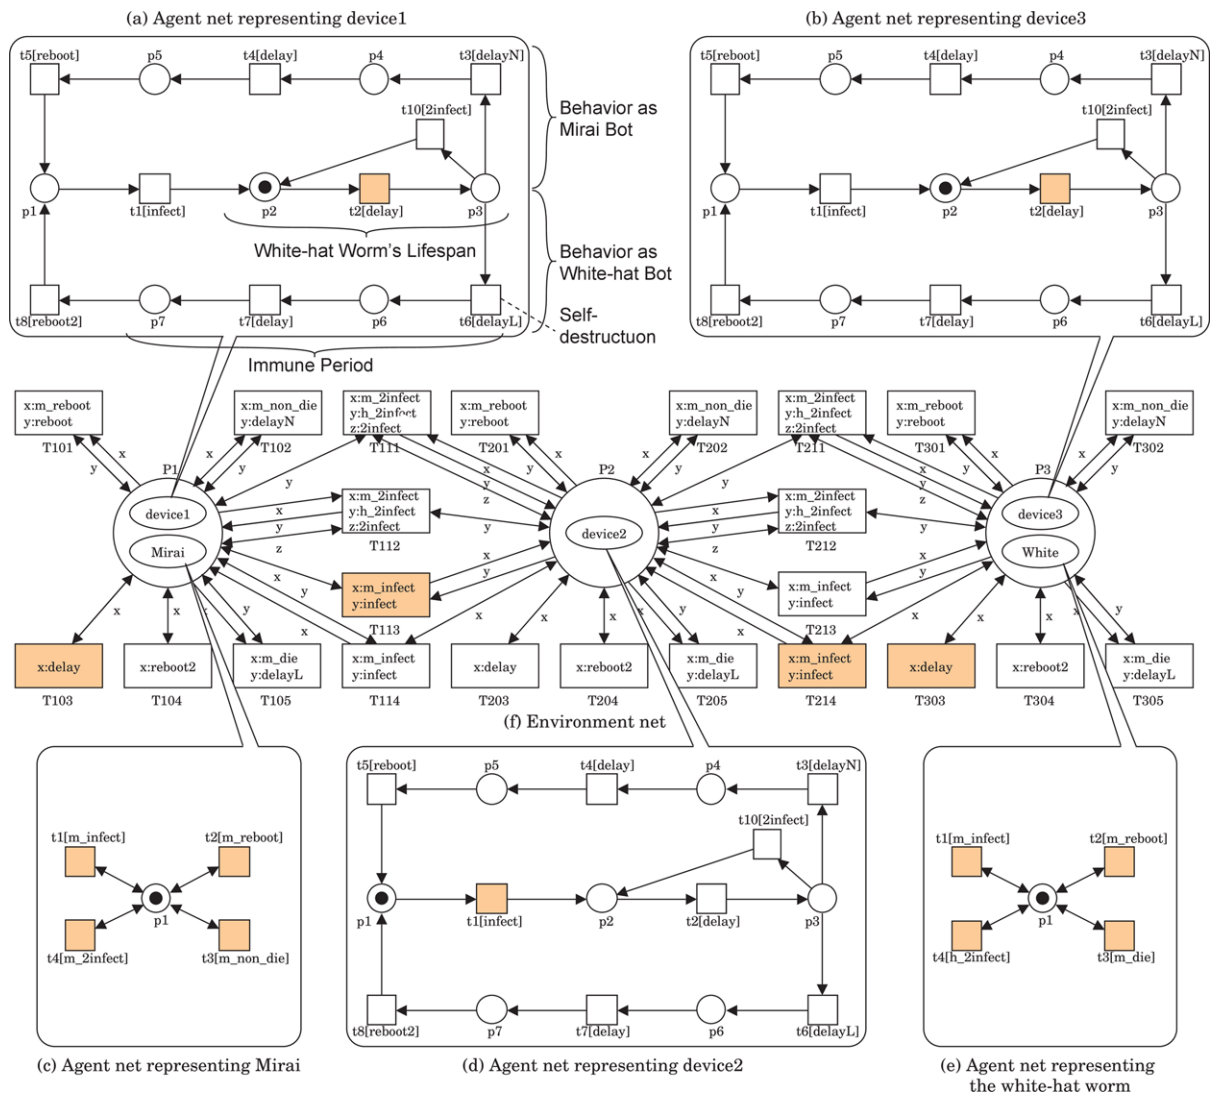 (a) Agent net representing device1
t5[reboot]
p5
t4[delay]
p4
t3[delayN]
t10[2infect]
p1
t1[infect]
p2
t2[delay]
p3
White-hat Worm's Lifespan
t8[reboot2]
p7
t7[delay]
p6
t6[delayL]
Immune Period
Behavior as
Mirai Bot
Behavior as
White-hat Bot
Self-
destructuon
(b) Agent net representing device3
t5[reboot]
p5
t4[delay]
p4
t3[delayN]
t10[2infect]
p1
t1[infect]
p2
t2[delay]
p3
t8[reboot2]
p7
t7[delay]
p6
t6[delayL]
x:m_reboot
y:reboot
T101
x:m_non_die
y:delayN
T102
x:m_2infect
y:h_2infect
z:2infect
T111
x:m_reboot
y:reboot
T201
x:m_non_die
y:delayN
T202
x:m_2infect
y:h_2infect
z:2infect
T211
x:m_reboot
y:reboot
T301
x:m_non_die
y:delayN
T302
x
y
x
y
y
x
y
z
x
y
x
y
y
x
y
z
x
y
x
y
P1
device1
Mirai
P2
device2
P3
device3
White
x:m_2infect
y:h_2infect
z:2infect
T112
x
y
z
y
x:m_2infect
y:h_2infect
z:2infect
T212
x
y
z
y
x:m_infect
y:infect
T113
x
y
x:m_infect
y:infect
T213
x
y
x
x
y
x
y
x
x
x
x
y
x
y
x
x
x
x
y
x:delay
T103
x:reboot2
T104
x:m_die
y:delayL
T105
x:m_infect
y:infect
T114
x:delay
T203
x:reboot2
T204
x:m_die
y:delayL
T205
x:m_infect
y:infect
T214
x:delay
T303
x:reboot2
T304
x:m_die
y:delayL
T305
(f) Environment net
t1[m_infect]
t2[m_reboot]
p1
t4[m_2infect]
t3[m_non_die]
(c) Agent net representing Mirai
t5[reboot]
p5
t4[delay]
p4
t3[delayN]
t10[2infect]
p1
t1[infect]
p2
t2[delay]
p3
t8[reboot2]
p7
t7[delay]
p6
t6[delayL]
(d) Agent net representing device2
t1[m_infect]
t2[m_reboot]
p1
t4[h_2infect]
t3[m_die]
(e) Agent net representing
the white-hat worm